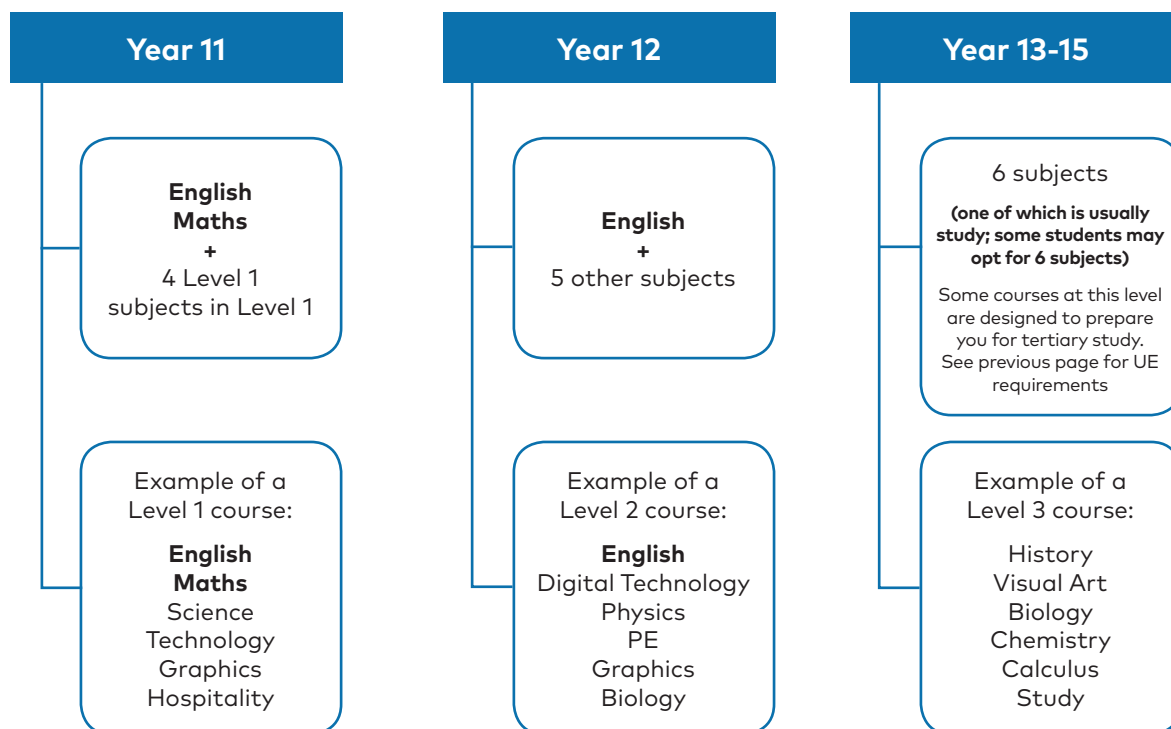 Year 11
English
Maths
+
4 Level 1
subjects in Level 1
Example of a
Level 1 course:
English
Maths
Science
Technology
Graphics
Hospitality
Year 12
English
+
5 other subjects
Example of a
Level 2 course:
English
Digital Technology
Physics
PE
Graphics
Biology
Year 13-15
6 subjects
(one of which is usually
study; some students may
opt for 6 subjects)
Some courses at this level
are designed to prepare
you for tertiary study.
See previous page for UE
requirements
Example of a
Level 3 course:
History
Visual Art
Biology
Chemistry
Calculus
Study